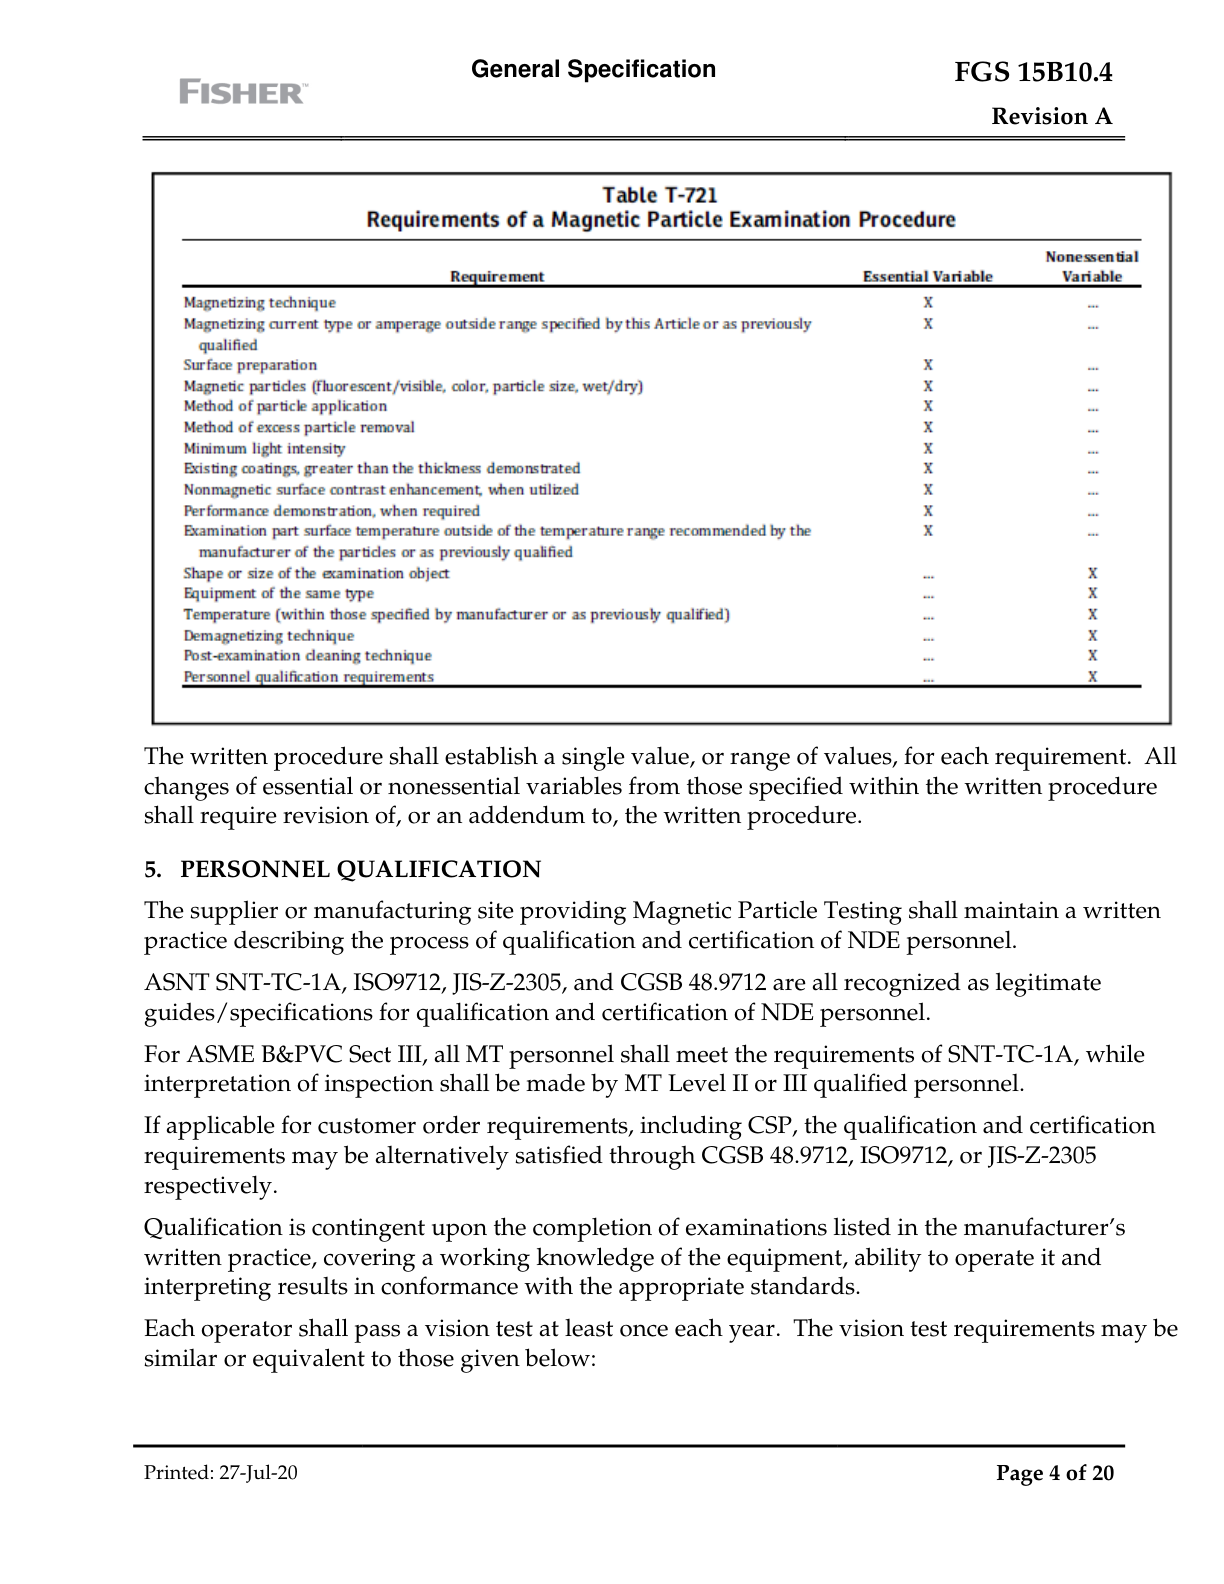 General Specification
FGS 15B10.4
FISHER™
Revision A
Table T-721
Requirements of a Magnetic Particle Examination Procedure
Requirement Essential Variable Nonessential Variable
Magnetizing technique X ...
Magnetizing current type or amperage outside range specified by this Article or as previously X ...
qualified
Surface preparation X ...
Magnetic particles (fluorescent/visible, color, particle size, wet/dry) X ...
Method of particle application X ...
Method of excess particle removal X ...
Minimum light intensity X ...
Existing coatings, greater than the thickness demonstrated X ...
Nonmagnetic surface contrast enhancement, when utilized X ...
Performance demonstration, when required X ...
Examination part surface temperature outside of the temperature range recommended by the X ...
manufacturer of the particles or as previously qualified
Shape or size of the examination object ... X
Equipment of the same type ... X
Temperature (within those specified by manufacturer or as previously qualified) ... X
Demagnetizing technique ... X
Post-examination cleaning technique ... X
Personnel qualification requirements ... X
The written procedure shall establish a single value, or range of values, for each requirement. All
changes of essential or nonessential variables from those specified within the written procedure
shall require revision of, or an addendum to, the written procedure.
5. PERSONNEL QUALIFICATION
The supplier or manufacturing site providing Magnetic Particle Testing shall maintain a written
practice describing the process of qualification and certification of NDE personnel.
ASNT SNT-TC-1A, ISO9712, JIS-Z-2305, and CGSB 48.9712 are all recognized as legitimate
guides/specifications for qualification and certification of NDE personnel.
For ASME B&PVC Sect III, all MT personnel shall meet the requirements of SNT-TC-1A, while
interpretation of inspection shall be made by MT Level II or III qualified personnel.
If applicable for customer order requirements, including CSP, the qualification and certification
requirements may be alternatively satisfied through CGSB 48.9712, ISO9712, or JIS-Z-2305
respectively.
Qualification is contingent upon the completion of examinations listed in the manufacturer's
written practice, covering a working knowledge of the equipment, ability to operate it and
interpreting results in conformance with the appropriate standards.
Each operator shall pass a vision test at least once each year. The vision test requirements may be
similar or equivalent to those given below:
Printed: 27-Jul-20
Page 4 of 20